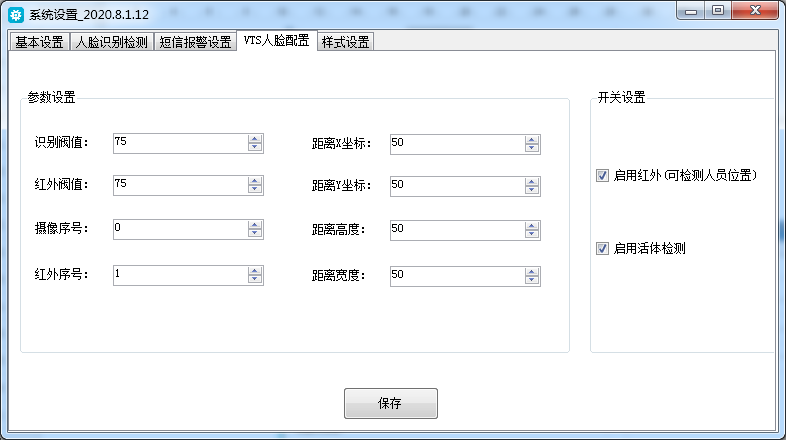 系统设置_2020.8.1.12
基本设置 人脸识别检测 短信报警设置 VTS人脸配置 样式设置
参数设置 开关设置
识别阀值: 75 距离X坐标: 50
启用红外(可检测人员位置)
红外阀值: 75 距离Y坐标: 50
摄像序号: 0 距离高度: 50
启用活体检测
红外序号: 1 距离宽度: 50
保存